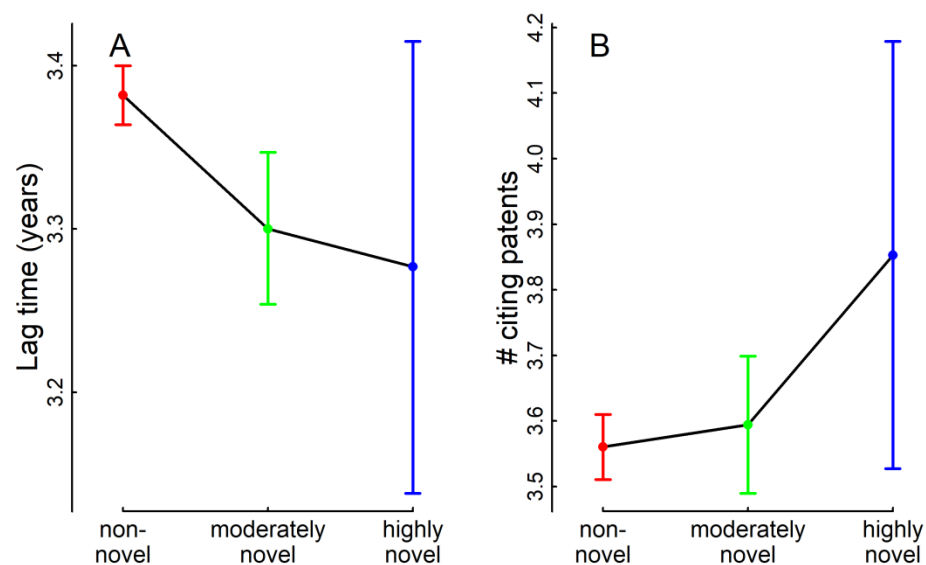 A
Lag time (years)
3.4
3.3
3.2
non-
novel
moderately
novel
highly
novel
B
# citing patents
4.2
4.1
4.0
3.9
3.8
3.7
3.6
3.5
non-
novel
moderately
novel
highly
novel